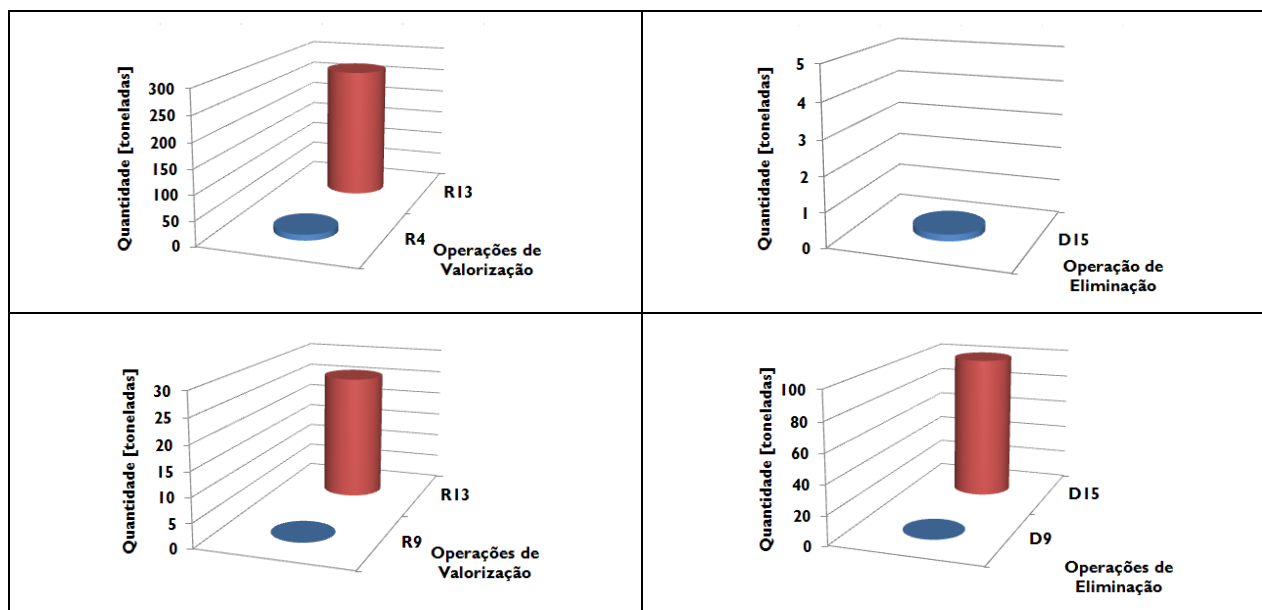 Quantidade [toneladas]
300
250
200
150
100
50
0
R13
R4
Operações de
Valorização
Quantidade [toneladas]
5
4
3
2
1
0
D15
Operação de
Eliminação
Quantidade [toneladas]
30
25
20
15
10
5
0
R13
R9
Operações de
Valorização
Quantidade [toneladas]
100
80
60
40
20
0
D15
D9
Operações de
Eliminação